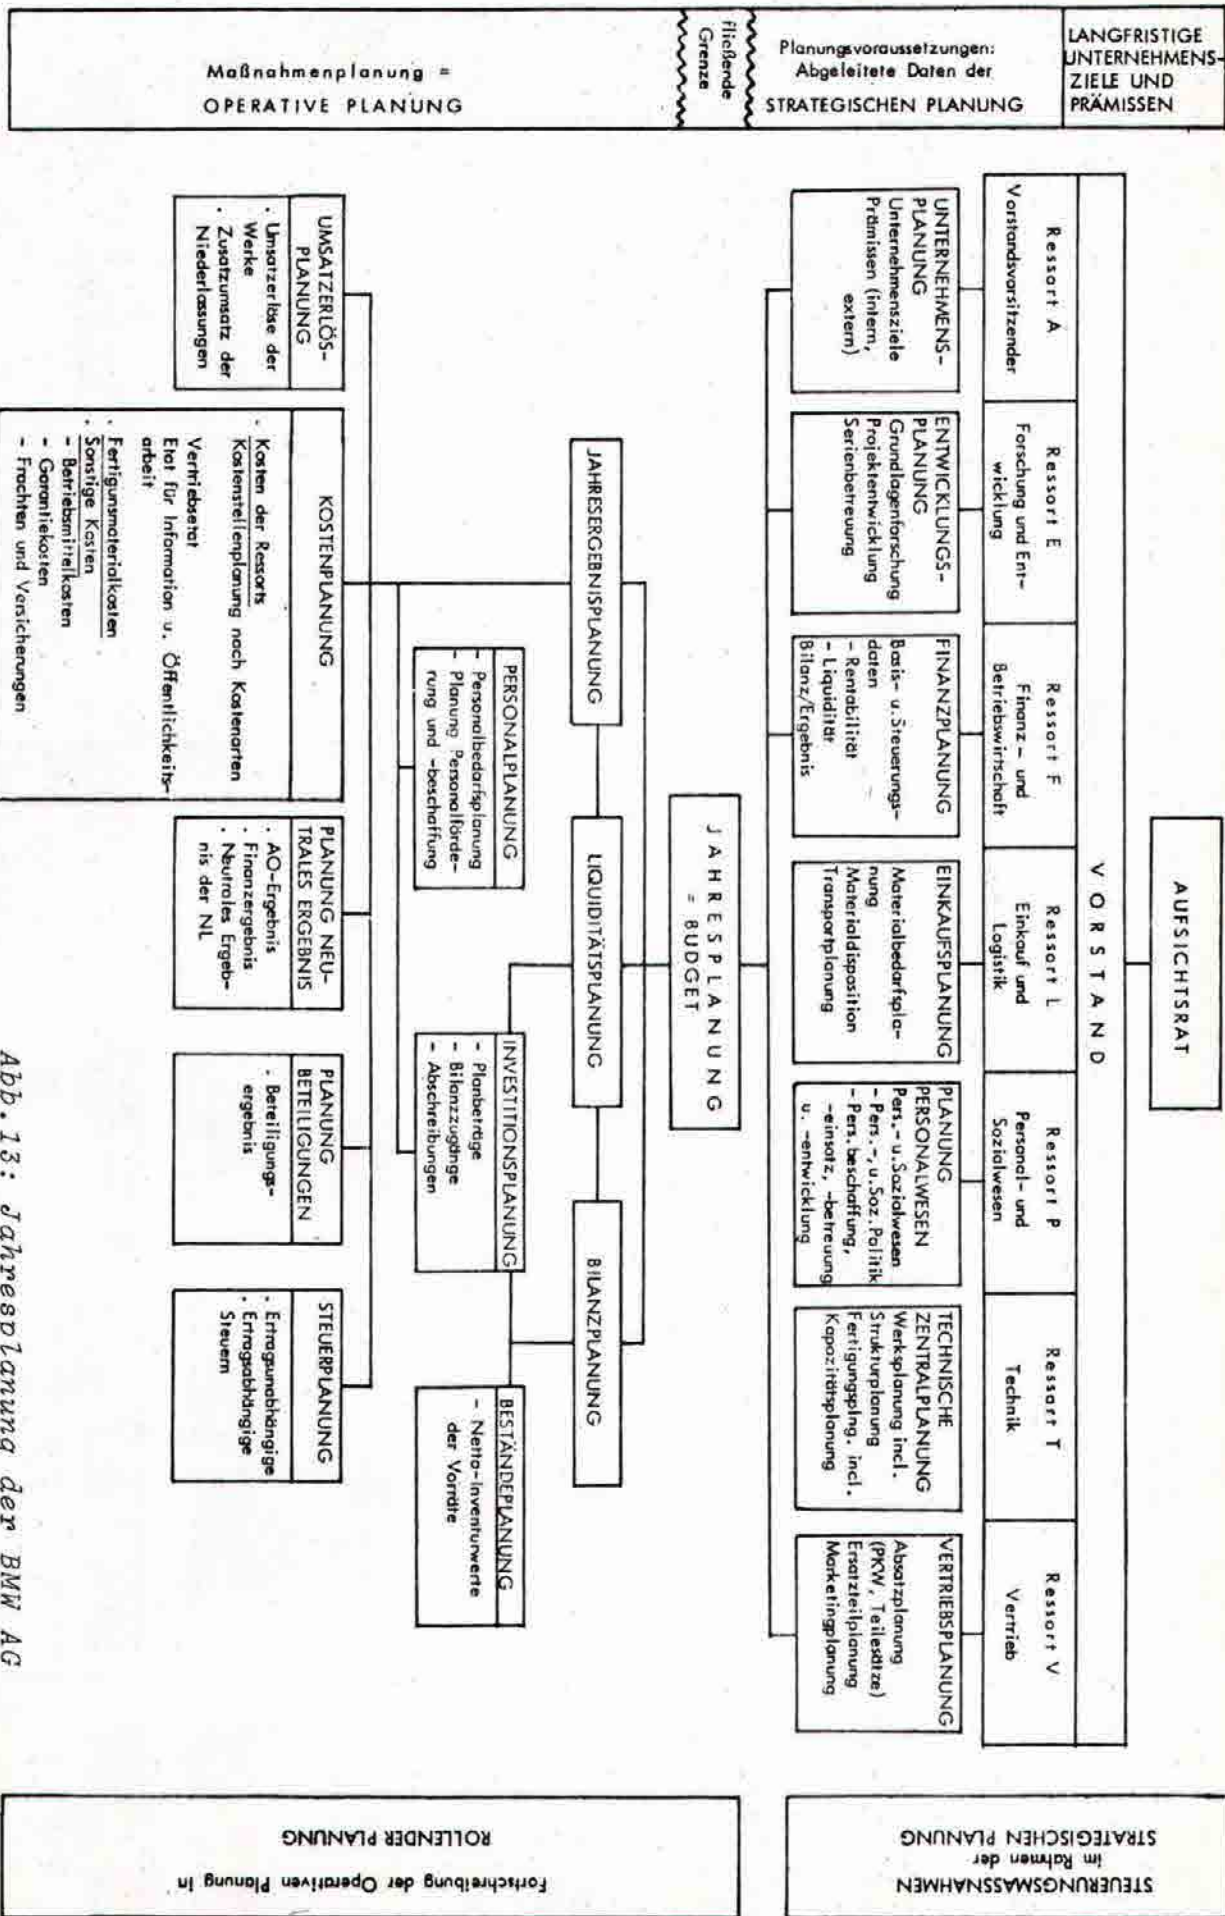 LANGFRISTIGE
UNTERNEHMENS-
ZIELE UND
PRÄMISSEN
Planungsvoraussetzungen:
Abgeleitete Daten der
STRATEGISCHEN PLANUNG
fließende
Grenze
Maßnahmenplanung =
OPERATIVE PLANUNG
AUFSICHTSRAT
VORSTAND
Ressort A
Vorstandsvorsitzender
Ressort E
Forschung und Ent-
wicklung
Ressort F
Finanz- und
Betriebswirtschaft
Ressort L
Einkauf und
Logistik
Ressort P
Personal- und
Sozialwesen
Ressort T
Technik
Ressort V
Vertrieb
UNTERNEHMENS-
PLANUNG
Unternehmensziele
Prämissen (intern,
extern)
ENTWICKLUNGS-
PLANUNG
Grundlagenforschung
Projektentwicklung
Serienbetreuung
FINANZPLANUNG
Basis- u. Steuerungs-
daten
- Rentabilität
- Liquidität
Bilanz/Ergebnis
EINKAUFSPLANUNG
Materialbedarfspla-
nung
Materialdisposition
Transportplanung
PLANUNG
PERSONALWESEN
Pers.- u. Sozialwesen
- Pers.-, u. Soz. Politik
- Pers. beschaffung,
-einsatz, -betreuung
u. -entwicklung
TECHNISCHE
ZENTRALPLANUNG
Werksplanung incl.
Strukturplanung
Fertigungsplng. incl.
Kapazitätsplanung
VERTRIEBSPLANUNG
Absatzplanung
(PKW, Teilesätze)
Ersatzteilplanung
Marketingplanung
JAHRESPLANUNG
= BUDGET
JAHRESERGEBNISPLANUNG
LIQUIDITÄTSPLANUNG
BILANZPLANUNG
PERSONALPLANUNG
- Personalbedarfsplanung
- Planung Personalförde-
rung und -beschaffung
INVESTITIONSPLANUNG
- Planbeträge
- Bilanzzugänge
- Abschreibungen
BESTÄNDEPLANUNG
- Netto-Inventurwerte
der Vorräte
UMSATZERLÖS-
PLANUNG
. Umsatzerlöse der
Werke
. Zusatzumsatz der
Niederlassungen
KOSTENPLANUNG
. Kosten der Ressorts
Kostenstellenplanung nach Kostenarten
Vertriebsetat
Etat für Information u. Öffentlichkeits-
arbeit
. Fertigunsmaterialkosten
. Sonstige Kosten
- Betriebsmittelkosten
- Garantiekosten
- Frachten und Versicherungen
PLANUNG NEU-
TRALES ERGEBNIS
. AO-Ergebnis
. Finanzergebnis
. Neutrales Ergeb-
nis der NL
PLANUNG
BETEILIGUNGEN
. Beteiligungs-
ergebnis
STEUERPLANUNG
. Ertragsunabhängige
. Ertragsabhängige
Steuern
STEUERUNGSMASSNAHMEN
im Rahmen der
STRATEGISCHEN PLANUNG
Fortschreibung der Operativen Planung in
ROLLENDER PLANUNG
Abb. 13: Jahresplanung der BMW AG